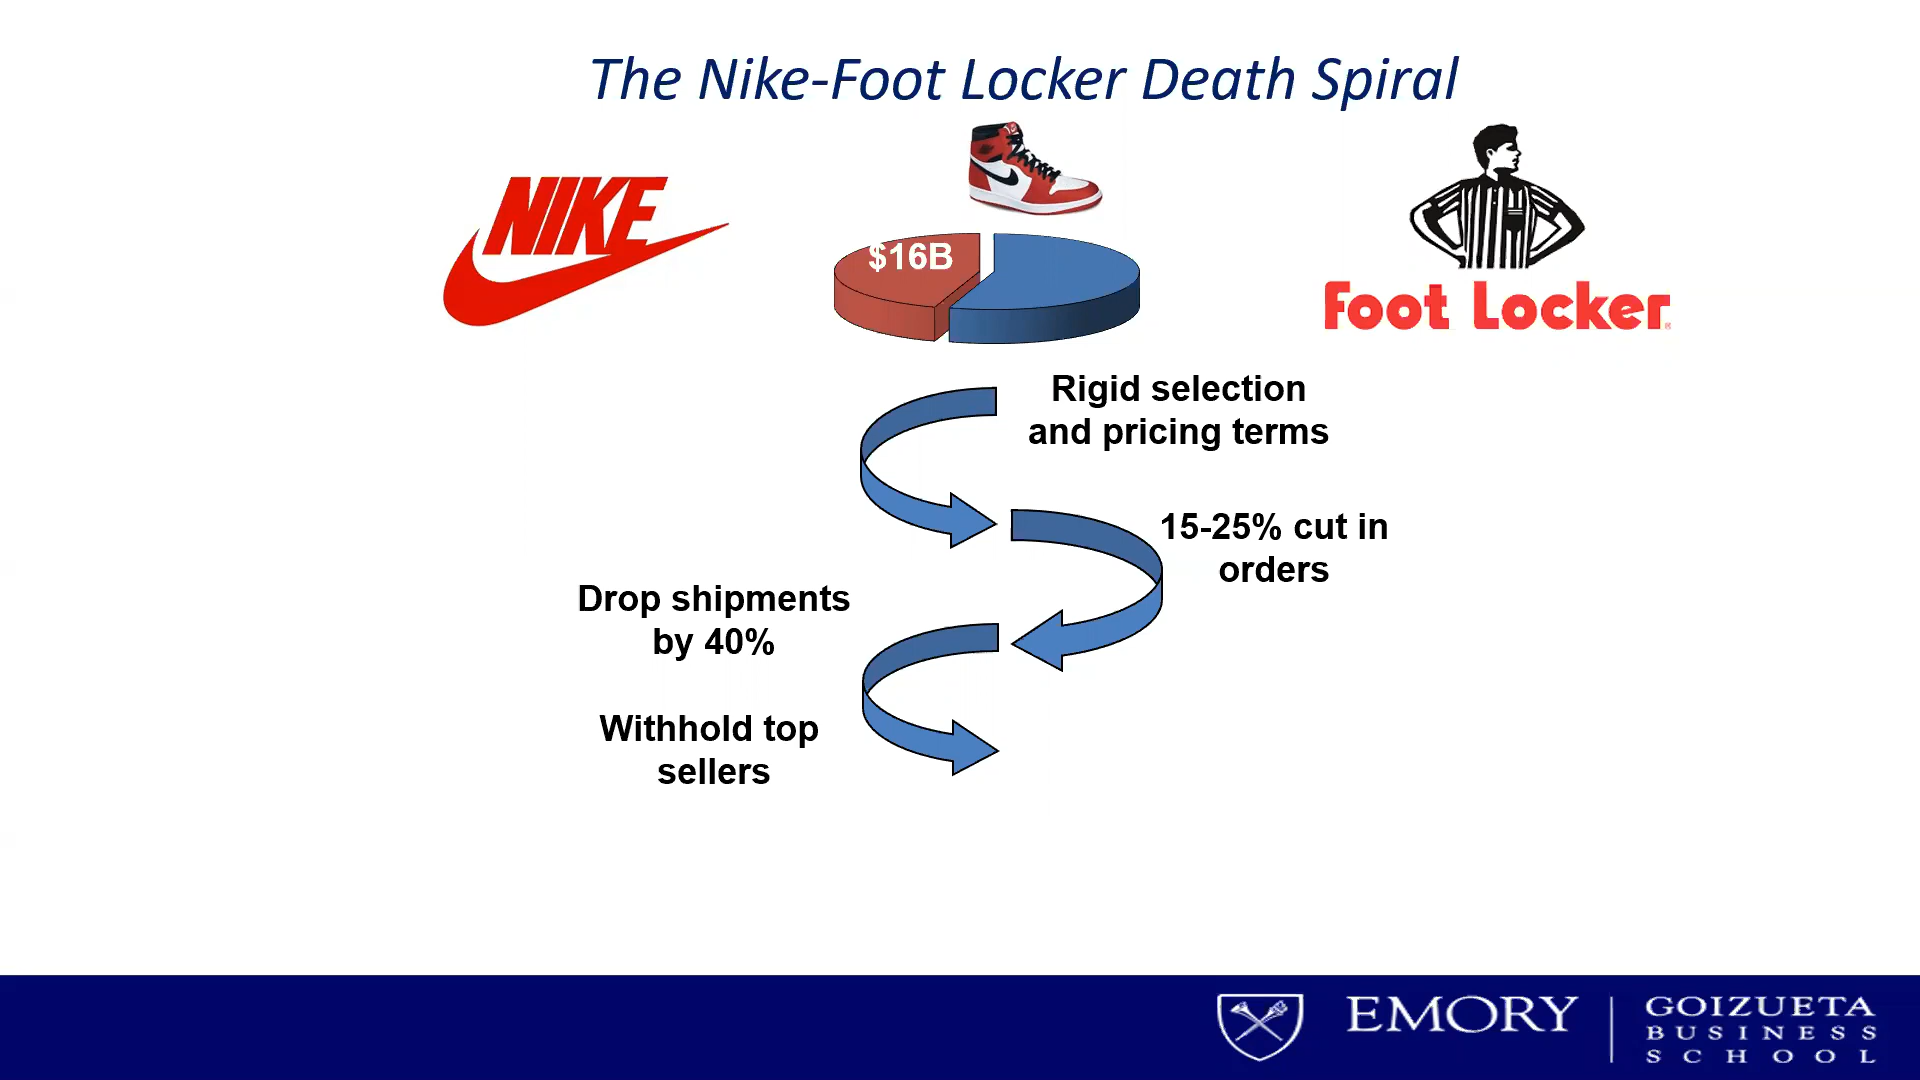 The Nike-Foot Locker Death Spiral
NIKE
$16B
Foot Locker
Rigid selection
and pricing terms
15-25% cut in
orders
Drop shipments
by 40%
Withhold top
sellers
EMORY
GOIZUETA
BUSINESS
SCHOOL